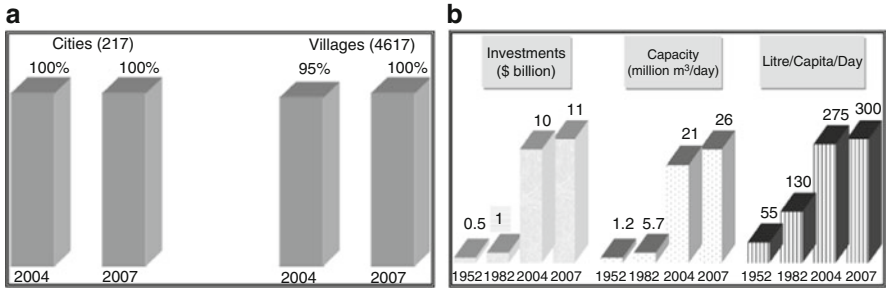 a
Cities (217)
Villages (4617)
100%
100%
95%
100%
2004
2007
2004
2007
b
Investments
($ billion)
Capacity
(million m³/day)
Litre/Capita/Day
0.5
1
10
11
1.2
5.7
21
26
55
130
275
300
1952 1982 2004 2007
1952 1982 2004 2007
1952 1982 2004 2007